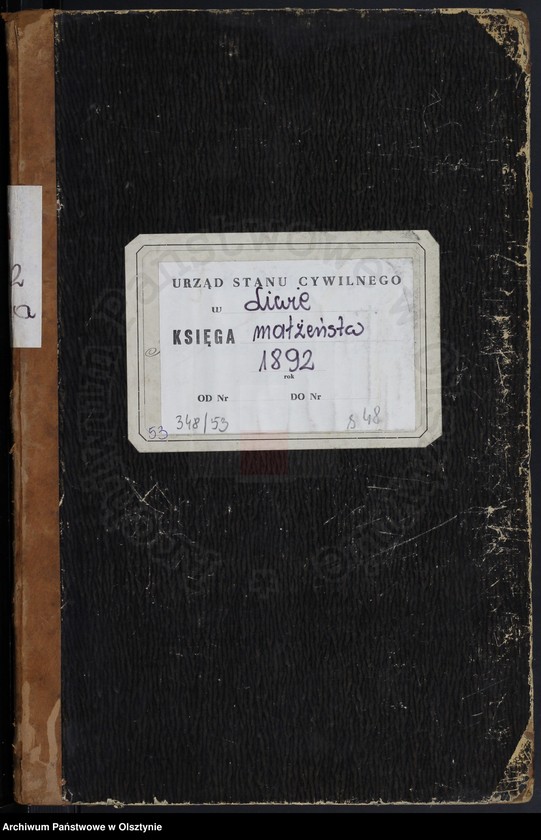 URZĄD STANU CYWILNEGO
w Liwie
KSIĘGA małżeństw
1892
rok
OD Nr DO Nr
348/53 s 48
53
Archiwum Państwowe w Olsztynie